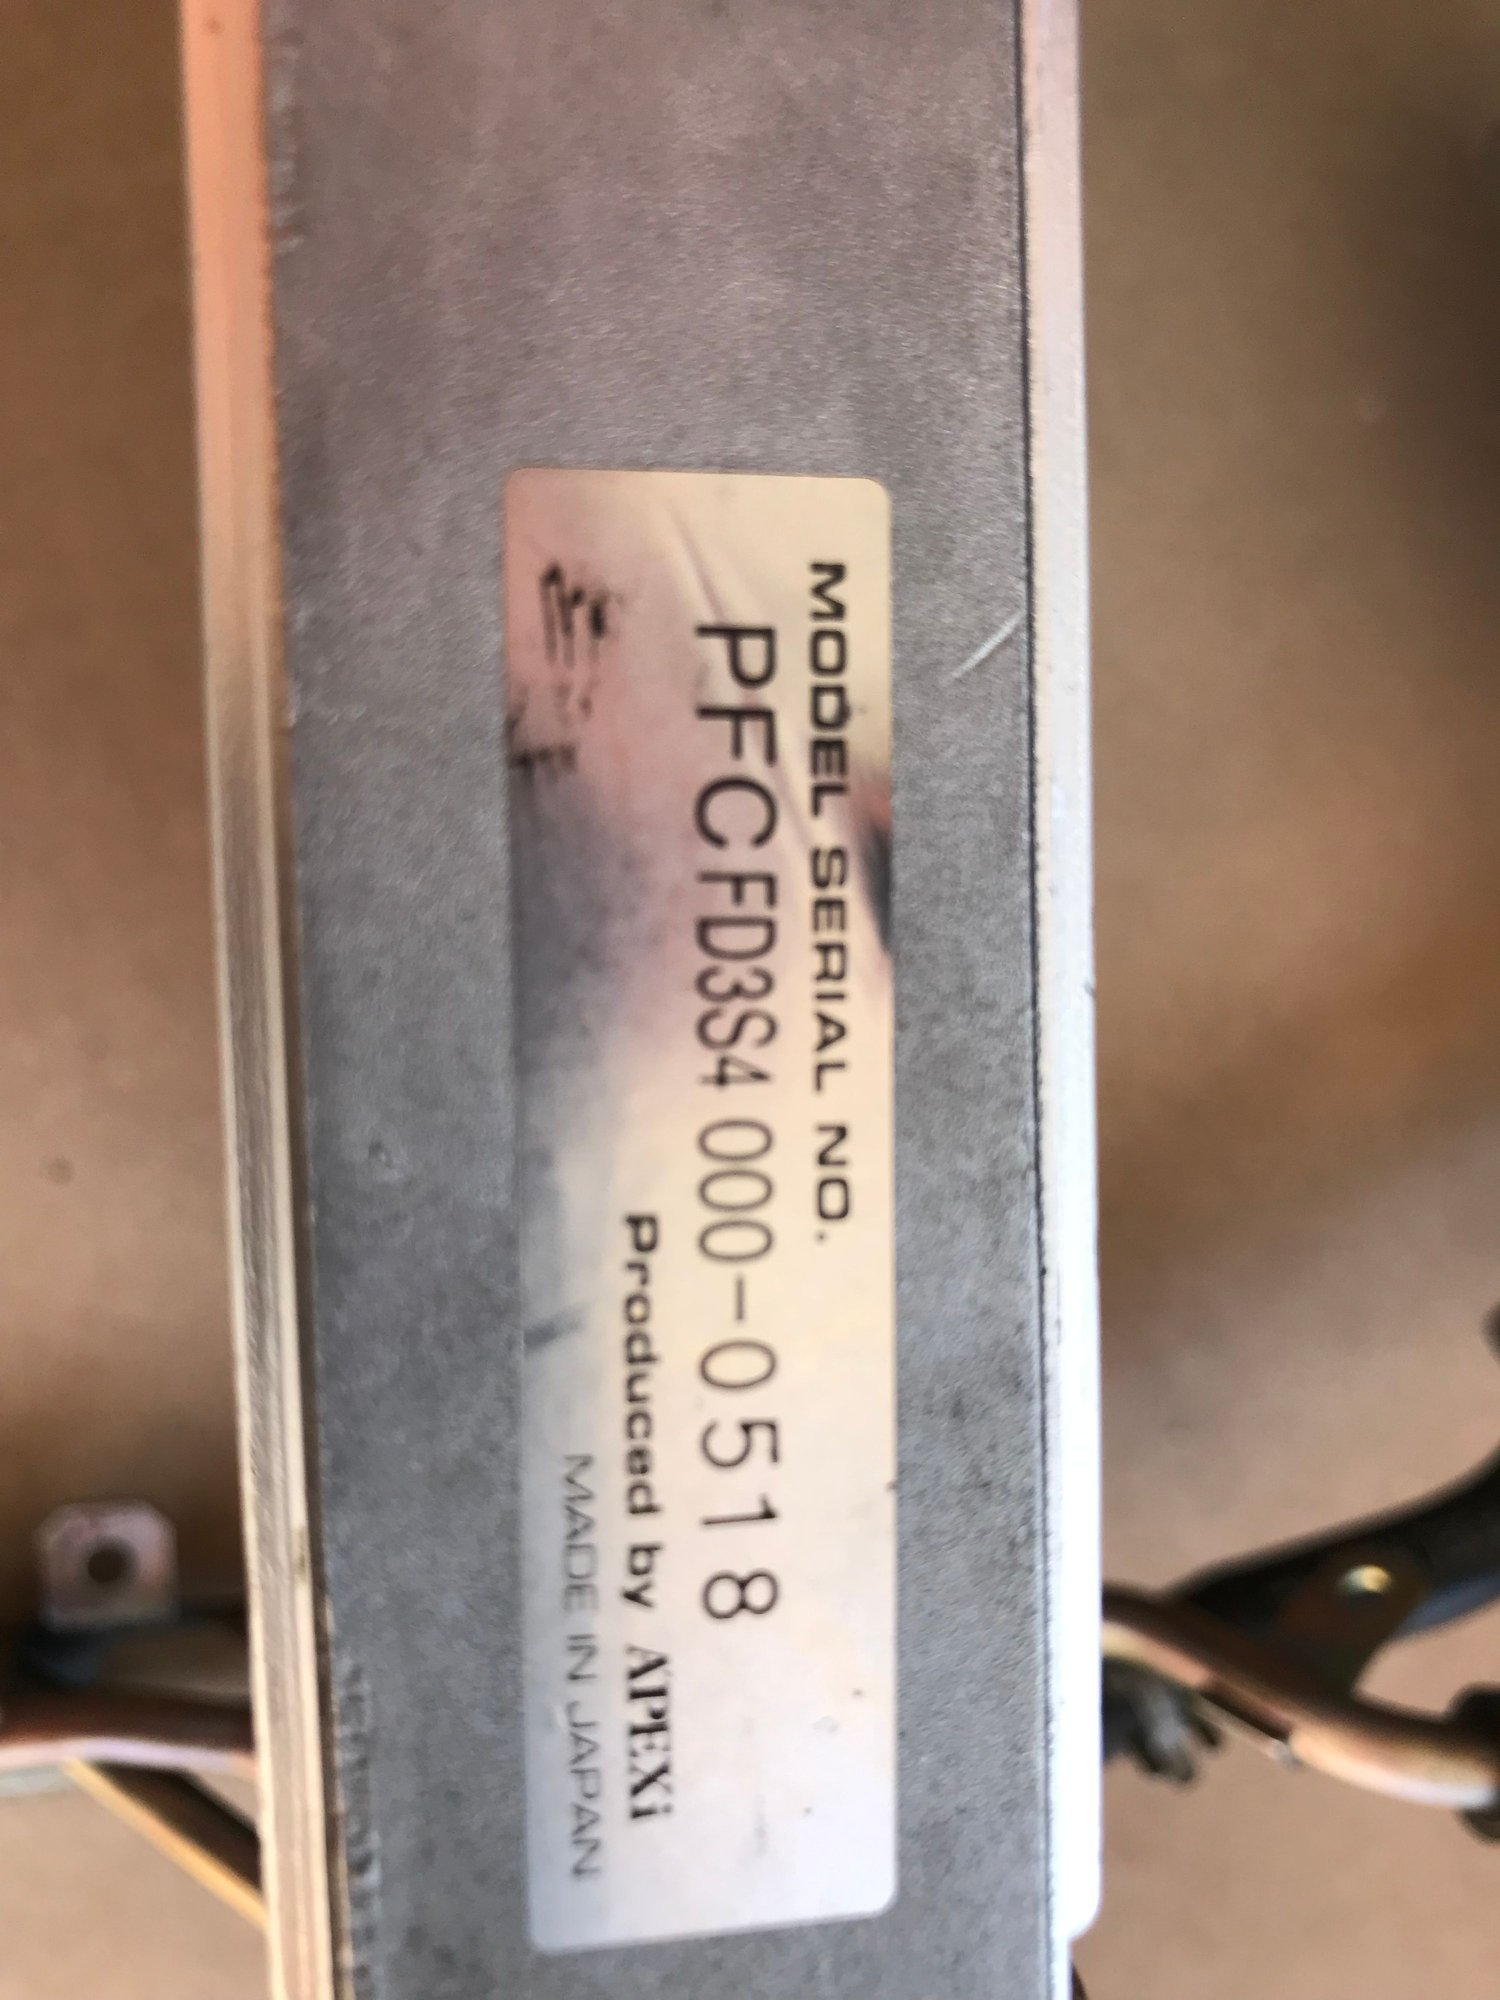 MODEL SERIAL NO.
PFCFD3S4 000-0518
Produced by APEXi
MADE IN JAPAN